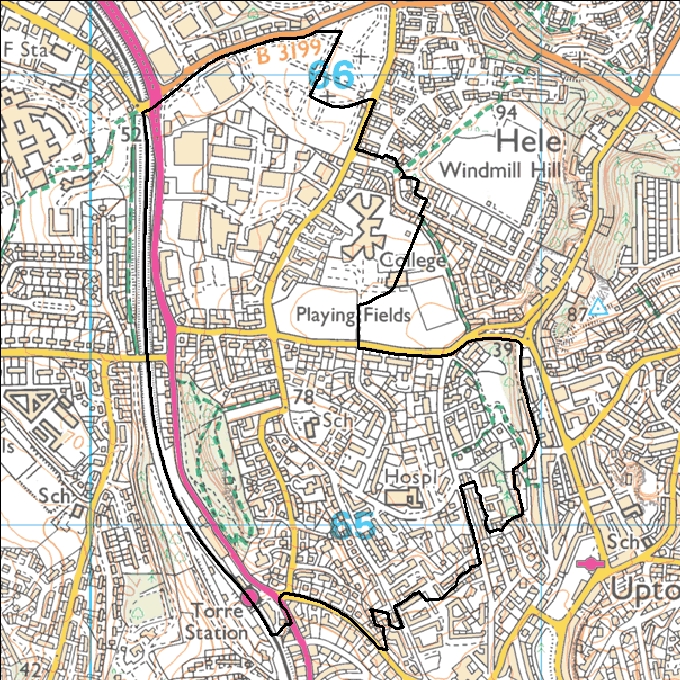 F Sta
B 3199
66
52
94
Hele
Windmill Hill
College
Playing Fields
87
39
78
Sch
ls
Hospl
Sch
65
Sch
Upto
Torre
Station
42